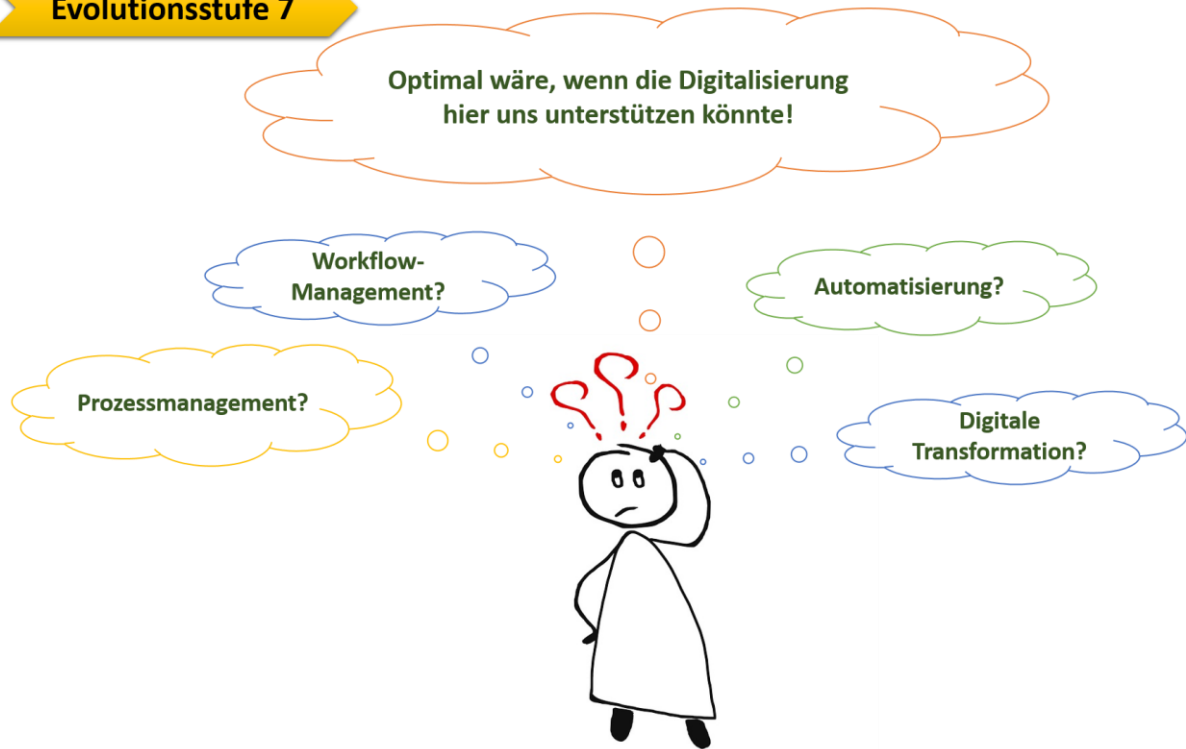 Evolutionsstufe 7
Optimal wäre, wenn die Digitalisierung
hier uns unterstützen könnte!
Workflow-
Management?
Automatisierung?
Prozessmanagement?
Digitale
Transformation?
???